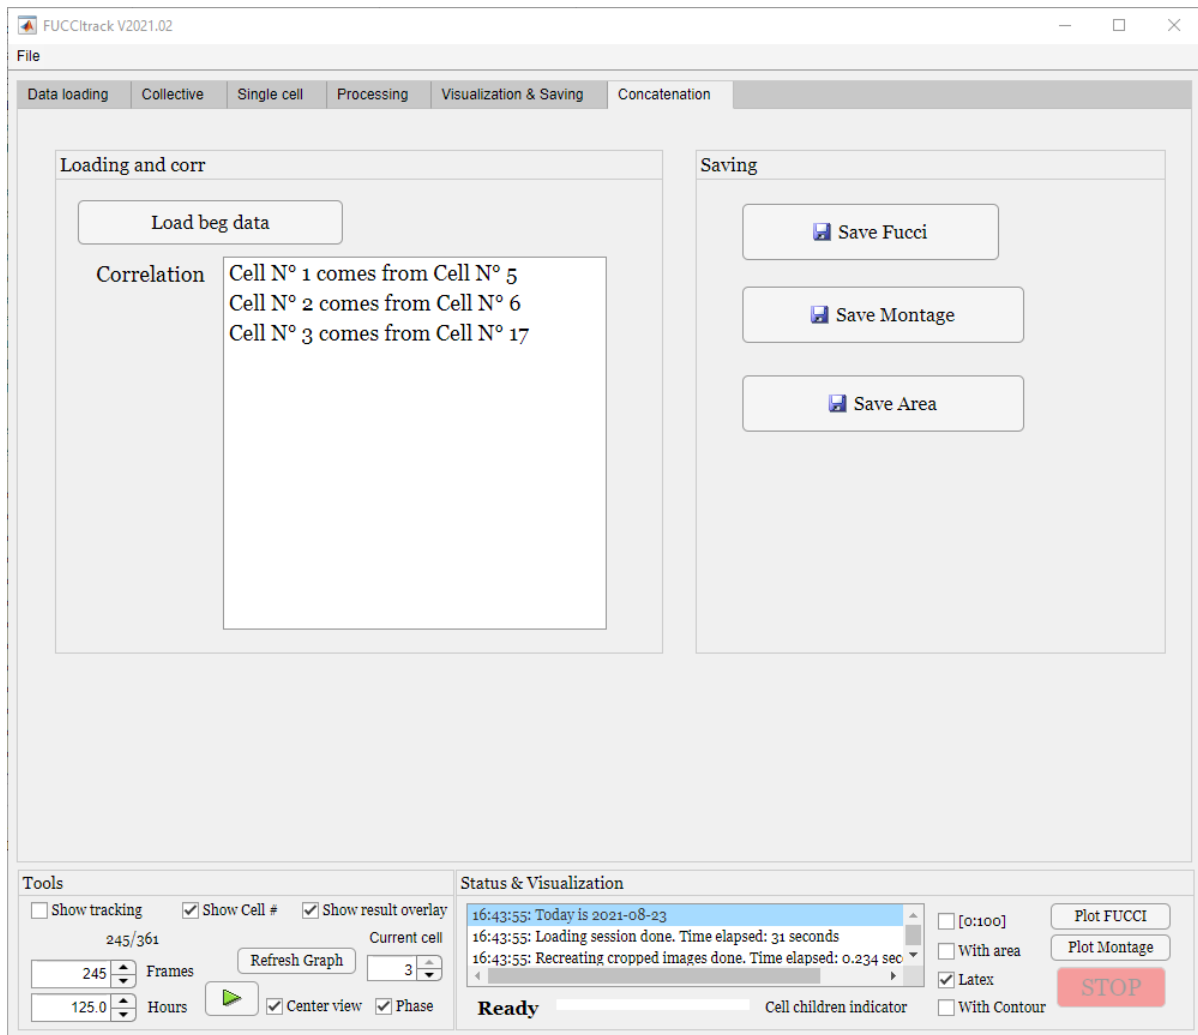 FUCCItrack V2021.02
File
Data loading
Collective
Single cell
Processing
Visualization & Saving
Concatenation
Loading and corr
Load beg data
Correlation
Cell N° 1 comes from Cell N° 5
Cell N° 2 comes from Cell N° 6
Cell N° 3 comes from Cell N° 17
Saving
Save Fucci
Save Montage
Save Area
Tools
Show tracking
Show Cell #
Show result overlay
245/361
Current cell
245
Frames
Refresh Graph
3
125.0
Hours
Center view
Phase
Status & Visualization
16:43:55: Today is 2021-08-23
16:43:55: Loading session done. Time elapsed: 31 seconds
16:43:55: Recreating cropped images done. Time elapsed: 0.234 sec
Ready
Cell children indicator
[0:100]
With area
Latex
With Contour
Plot FUCCI
Plot Montage
STOP